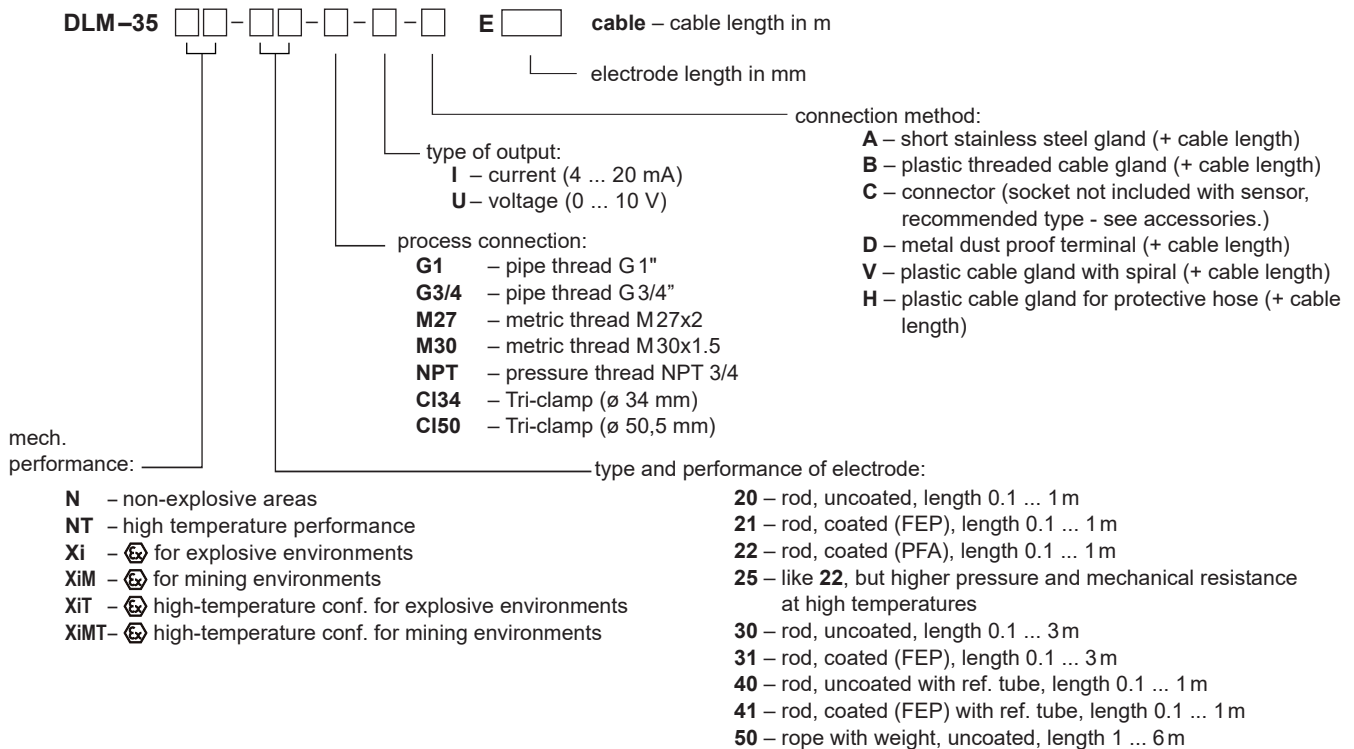 DLM–35 – – – – E cable – cable length in m
electrode length in mm
connection method:
A – short stainless steel gland (+ cable length)
B – plastic threaded cable gland (+ cable length)
C – connector (socket not included with sensor,
recommended type - see accessories.)
D – metal dust proof terminal (+ cable length)
V – plastic cable gland with spiral (+ cable length)
H – plastic cable gland for protective hose (+ cable
length)
type of output:
I – current (4 ... 20 mA)
U – voltage (0 ... 10 V)
process connection:
G1 – pipe thread G 1"
G3/4 – pipe thread G 3/4”
M27 – metric thread M 27x2
M30 – metric thread M 30x1.5
NPT – pressure thread NPT 3/4
Cl34 – Tri-clamp (ø 34 mm)
Cl50 – Tri-clamp (ø 50,5 mm)
mech.
performance:
N – non-explosive areas
NT – high temperature performance
Xi – Ex for explosive environments
XiM – Ex for mining environments
XiT – Ex high-temperature conf. for explosive environments
XiMT– Ex high-temperature conf. for mining environments
type and performance of electrode:
20 – rod, uncoated, length 0.1 ... 1 m
21 – rod, coated (FEP), length 0.1 ... 1 m
22 – rod, coated (PFA), length 0.1 ... 1 m
25 – like 22, but higher pressure and mechanical resistance
at high temperatures
30 – rod, uncoated, length 0.1 ... 3 m
31 – rod, coated (FEP), length 0.1 ... 3 m
40 – rod, uncoated with ref. tube, length 0.1 ... 1 m
41 – rod, coated (FEP) with ref. tube, length 0.1 ... 1 m
50 – rope with weight, uncoated, length 1 ... 6 m